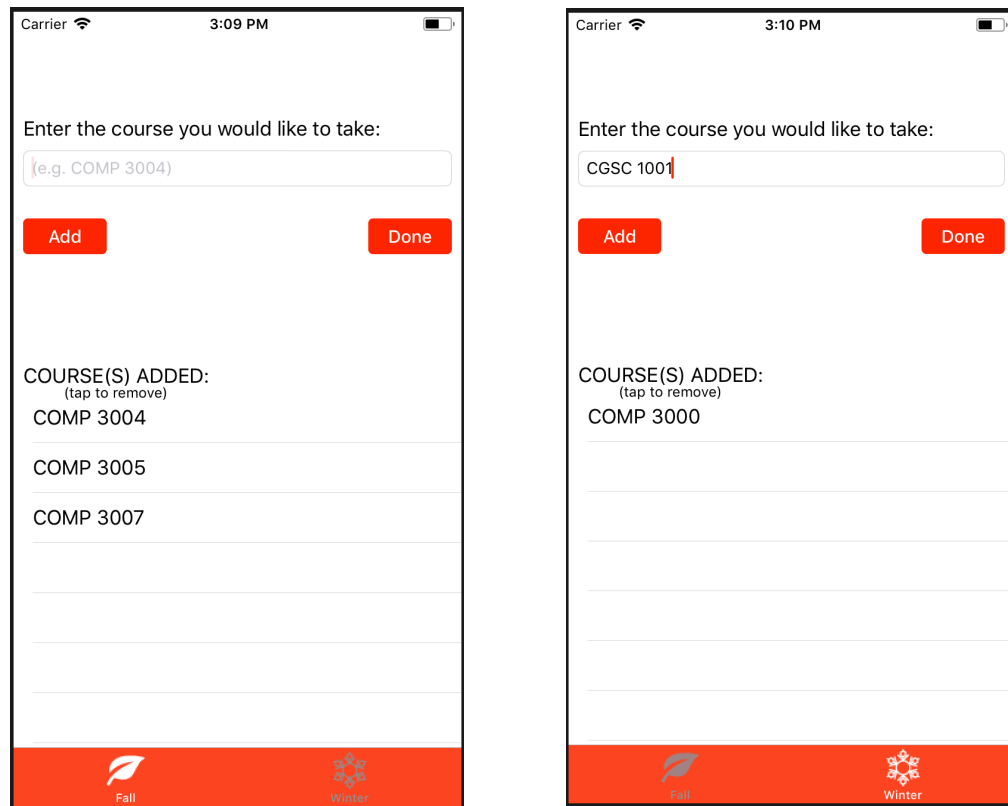 Carrier 3:09 PM
Enter the course you would like to take:
(e.g. COMP 3004)
Add Done
COURSE(S) ADDED:
(tap to remove)
COMP 3004
COMP 3005
COMP 3007
Fall Winter
Carrier 3:10 PM
Enter the course you would like to take:
CGSC 1001
Add Done
COURSE(S) ADDED:
(tap to remove)
COMP 3000
Fall Winter